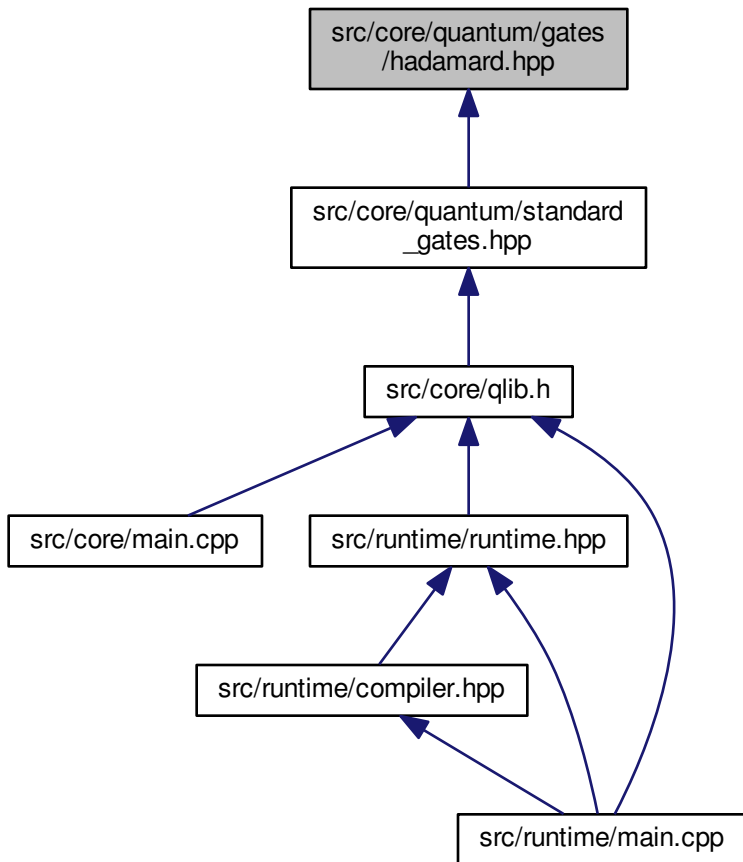 src/core/quantum/gates
/hadamard.hpp
src/core/quantum/standard
_gates.hpp
src/core/qlib.h
src/core/main.cpp
src/runtime/runtime.hpp
src/runtime/compiler.hpp
src/runtime/main.cpp